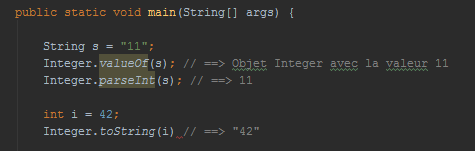 public static void main(String[] args) {
String s = "11";
Integer.valueOf(s); // ==> Objet Integer avec la valeur 11
Integer.parseInt(s); // ==> 11
int i = 42;
Integer.toString(i) // ==> "42"